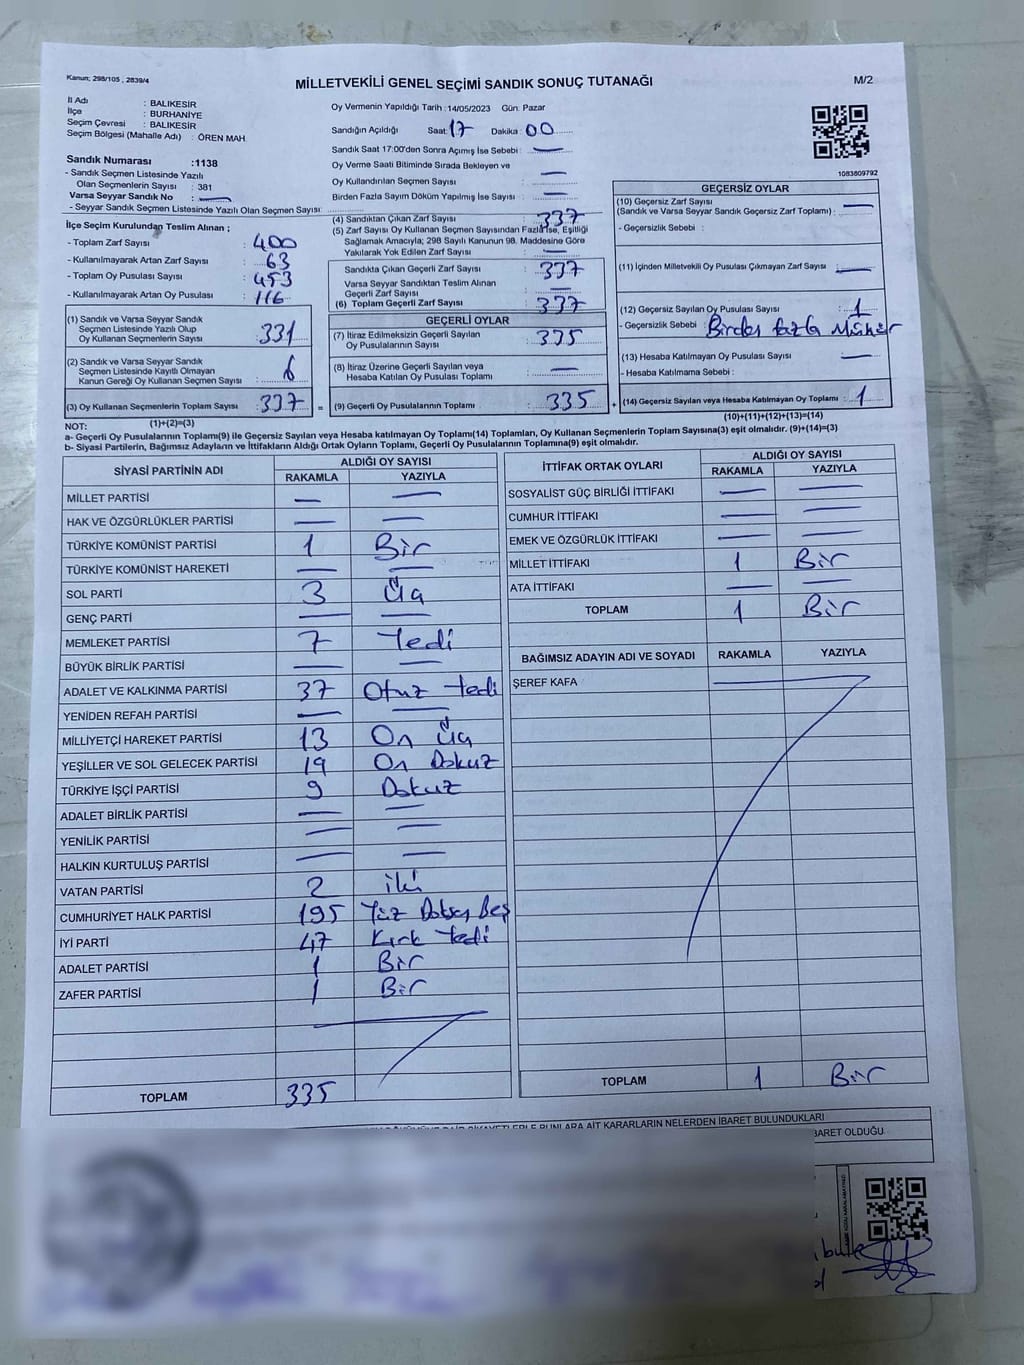 Kanun; 298/105 , 2839/4
MİLLETVEKİLİ GENEL SEÇİMİ SANDIK SONUÇ TUTANAĞI
M/2
İl Adı : BALIKESİR
İlçe : BURHANİYE
Seçim Çevresi : BALIKESİR
Seçim Bölgesi (Mahalle Adı) : ÖREN MAH.
Sandık Numarası :1138
- Sandık Seçmen Listesinde Yazılı
Olan Seçmenlerin Sayısı : 381
Varsa Seyyar Sandık No : —
- Seyyar Sandık Seçmen Listesinde Yazılı Olan Seçmen Sayısı:
Oy Vermenin Yapıldığı Tarih : 14/05/2023 Gün: Pazar
Sandığın Açıldığı Saat: 17 Dakika: 00
Sandık Saat 17:00'den Sonra Açımış İse Sebebi : —
Oy Verme Saati Bitiminde Sırada Bekleyen ve
Oy Kullandırılan Seçmen Sayısı : —
Birden Fazla Sayım Döküm Yapılmış İse Sayısı : —
1083809792
İlçe Seçim Kurulundan Teslim Alınan ;
- Toplam Zarf Sayısı : 400
- Kullanılmayarak Artan Zarf Sayısı : 63
- Toplam Oy Pusulası Sayısı : 453
- Kullanılmayarak Artan Oy Pusulası : 116
(1) Sandık ve Varsa Seyyar Sandık
Seçmen Listesinde Yazılı Olup
Oy Kullanan Seçmenlerin Sayısı : 331
(2) Sandık ve Varsa Seyyar Sandık
Seçmen Listesinde Kayıtlı Olmayan
Kanun Gereği Oy Kullanan Seçmen Sayısı : 6
(3) Oy Kullanan Seçmenlerin Toplam Sayısı : 337
(1)+(2)=(3)
(4) Sandıktan Çıkan Zarf Sayısı : 337
(5) Zarf Sayısı Oy Kullanan Seçmen Sayısından Fazla İse, Eşitliği
Sağlamak Amacıyla; 298 Sayılı Kanunun 98. Maddesine Göre
Yakılarak Yok Edilen Zarf Sayısı :
Sandıkta Çıkan Geçerli Zarf Sayısı : 337
Varsa Seyyar Sandıktan Teslim Alınan
Geçerli Zarf Sayısı : —
(6) Toplam Geçerli Zarf Sayısı : 337
GEÇERLİ OYLAR
(7) İtiraz Edilmeksizin Geçerli Sayılan
Oy Pusulalarının Sayısı : 335
(8) İtiraz Üzerine Geçerli Sayılan veya
Hesaba Katılan Oy Pusulası Toplamı : —
= (9) Geçerli Oy Pusulalarının Toplamı : 335 +
GEÇERSİZ OYLAR
(10) Geçersiz Zarf Sayısı : —
(Sandık ve Varsa Seyyar Sandık Geçersiz Zarf Toplamı)
- Geçersizlik Sebebi :
(11) İçinden Milletvekili Oy Pusulası Çıkmayan Zarf Sayısı : —
(12) Geçersiz Sayılan Oy Pusulası Sayısı : 1
- Geçersizlik Sebebi : Birden fazla Mühür
(13) Hesaba Katılmayan Oy Pusulası Sayısı : —
- Hesaba Katılmama Sebebi :
(14) Geçersiz Sayılan veya Hesaba Katılmayan Oy Toplamı : 1
(10)+(11)+(12)+(13)=(14)
NOT:
a- Geçerli Oy Pusulalarının Toplamı(9) ile Geçersiz Sayılan veya Hesaba katılmayan Oy Toplamı(14) Toplamları, Oy Kullanan Seçmenlerin Toplam Sayısına(3) eşit olmalıdır. (9)+(14)=(3)
b- Siyasi Partilerin, Bağımsız Adayların ve İttifakların Aldığı Ortak Oyların Toplamı, Geçerli Oy Pusulalarının Toplamına(9) eşit olmalıdır.
SİYASİ PARTİNİN ADI ALDIĞI OY SAYISI
RAKAMLA YAZIYLA
MİLLET PARTİSİ — —
HAK VE ÖZGÜRLÜKLER PARTİSİ — —
TÜRKİYE KOMÜNİST PARTİSİ 1 Bir
TÜRKİYE KOMÜNİST HAREKETİ — —
SOL PARTİ 3 Üç
GENÇ PARTİ — —
MEMLEKET PARTİSİ 7 Yedi
BÜYÜK BİRLİK PARTİSİ — —
ADALET VE KALKINMA PARTİSİ 37 Otuz Yedi
YENİDEN REFAH PARTİSİ — —
MİLLİYETÇİ HAREKET PARTİSİ 13 On Üç
YEŞİLLER VE SOL GELECEK PARTİSİ 19 On Dokuz
TÜRKİYE İŞÇİ PARTİSİ 9 Dokuz
ADALET BİRLİK PARTİSİ — —
YENİLİK PARTİSİ — —
HALKIN KURTULUŞ PARTİSİ — —
VATAN PARTİSİ 2 iki
CUMHURİYET HALK PARTİSİ 195 Yüz Doksan Beş
İYİ PARTİ 47 Kırk Yedi
ADALET PARTİSİ 1 Bir
ZAFER PARTİSİ 1 Bir
TOPLAM 335
İTTİFAK ORTAK OYLARI ALDIĞI OY SAYISI
RAKAMLA YAZIYLA
SOSYALİST GÜÇ BİRLİĞİ İTTİFAKI — —
CUMHUR İTTİFAKI — —
EMEK VE ÖZGÜRLÜK İTTİFAKI — —
MİLLET İTTİFAKI 1 Bir
ATA İTTİFAKI — —
TOPLAM 1 Bir
BAĞIMSIZ ADAYIN ADI VE SOYADI RAKAMLA YAZIYLA
ŞEREF KAFA —
TOPLAM 1 Bir
AİT KARARLARIN NELERDEN İBARET BULUNDUKLARI
BARET OLDUĞU